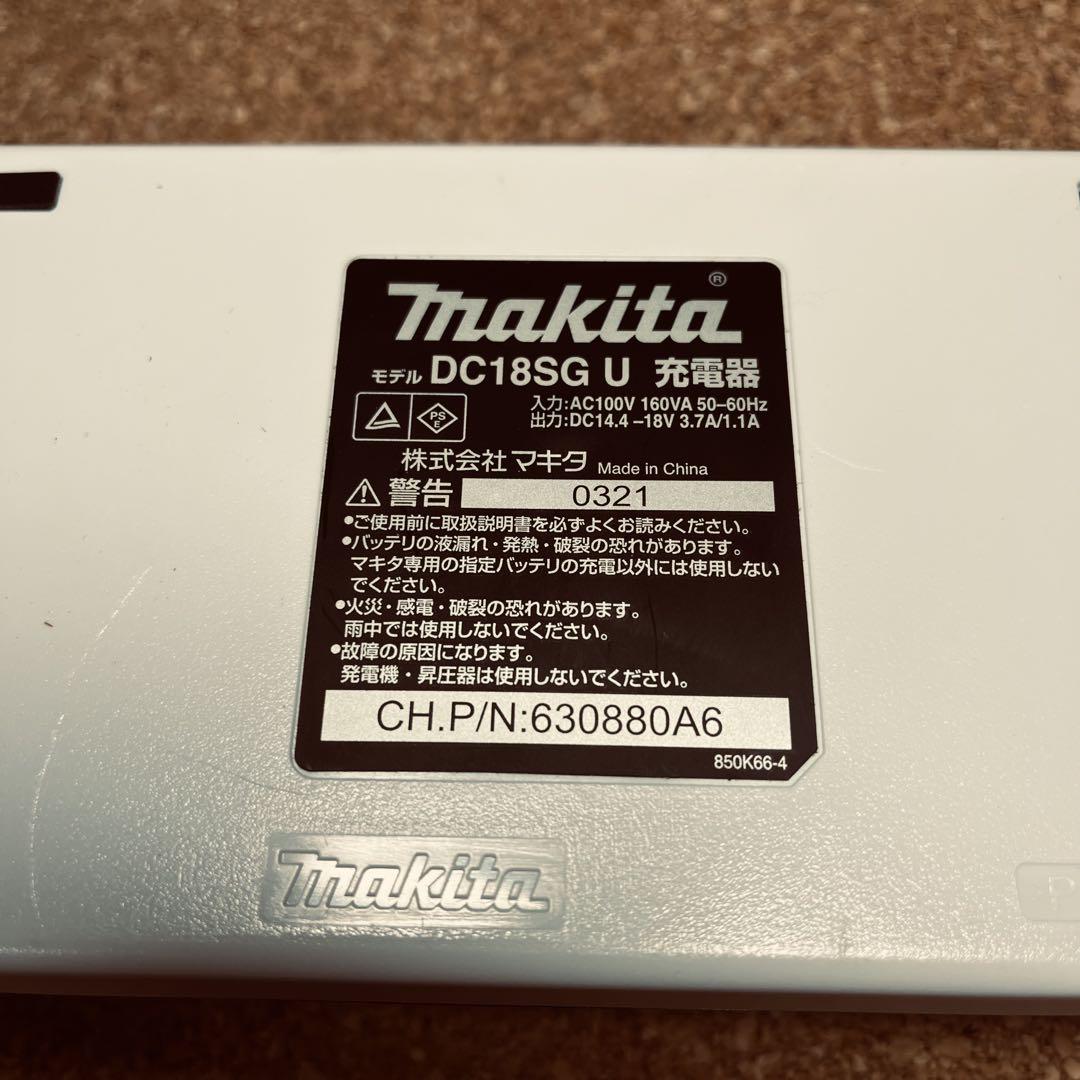 makita®
モデル DC18SG U 充電器
入力:AC100V 160VA 50–60Hz
出力:DC14.4 –18V 3.7A/1.1A
PS
E
株式会社 マキタ Made in China
警告 0321
●ご使用前に取扱説明書を必ずよくお読みください。
●バッテリの液漏れ・発熱・破裂の恐れがあります。
マキタ専用の指定バッテリの充電以外には使用しない
でください。
●火災・感電・破裂の恐れがあります。
雨中では使用しないでください。
●故障の原因になります。
発電機・昇圧器は使用しないでください。
CH.P/N:630880A6
850K66-4
makita
P